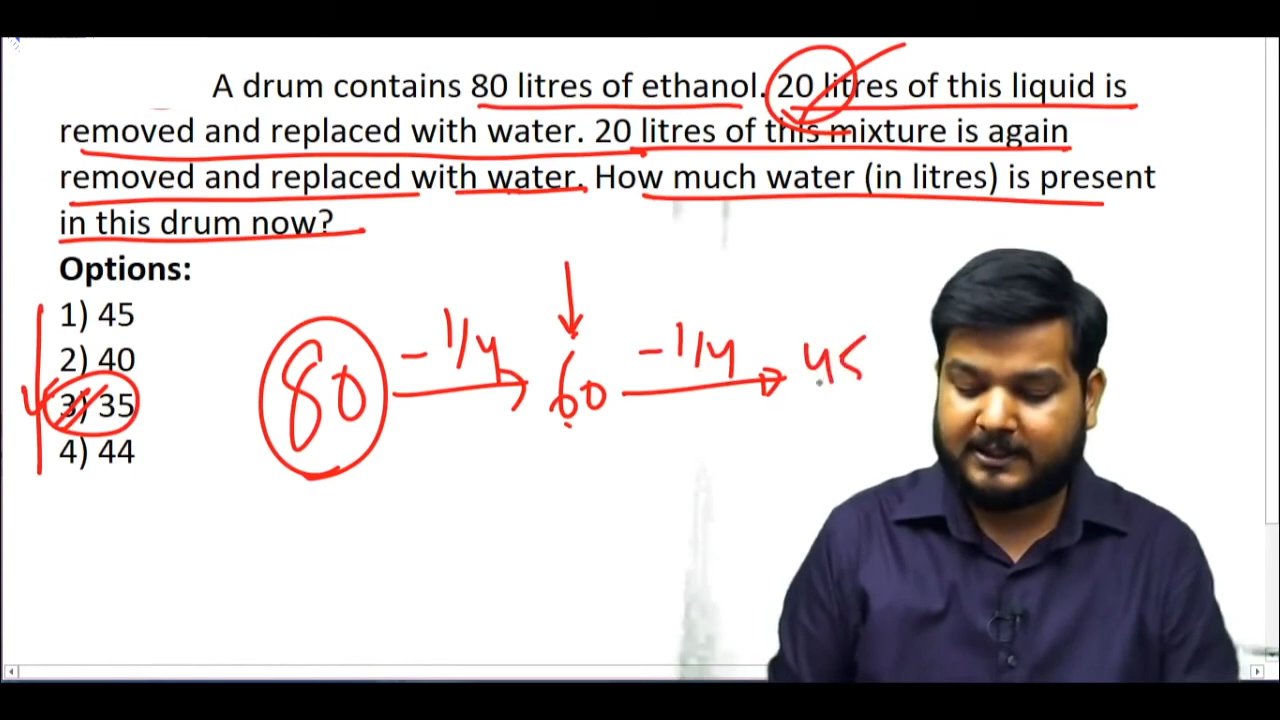 A drum contains 80 litres of ethanol. 20 litres of this liquid is
removed and replaced with water. 20 litres of this mixture is again
removed and replaced with water. How much water (in litres) is present
in this drum now?
Options:
1) 45
2) 40
3) 35
4) 44
80 - 1/4 60 - 1/4 45